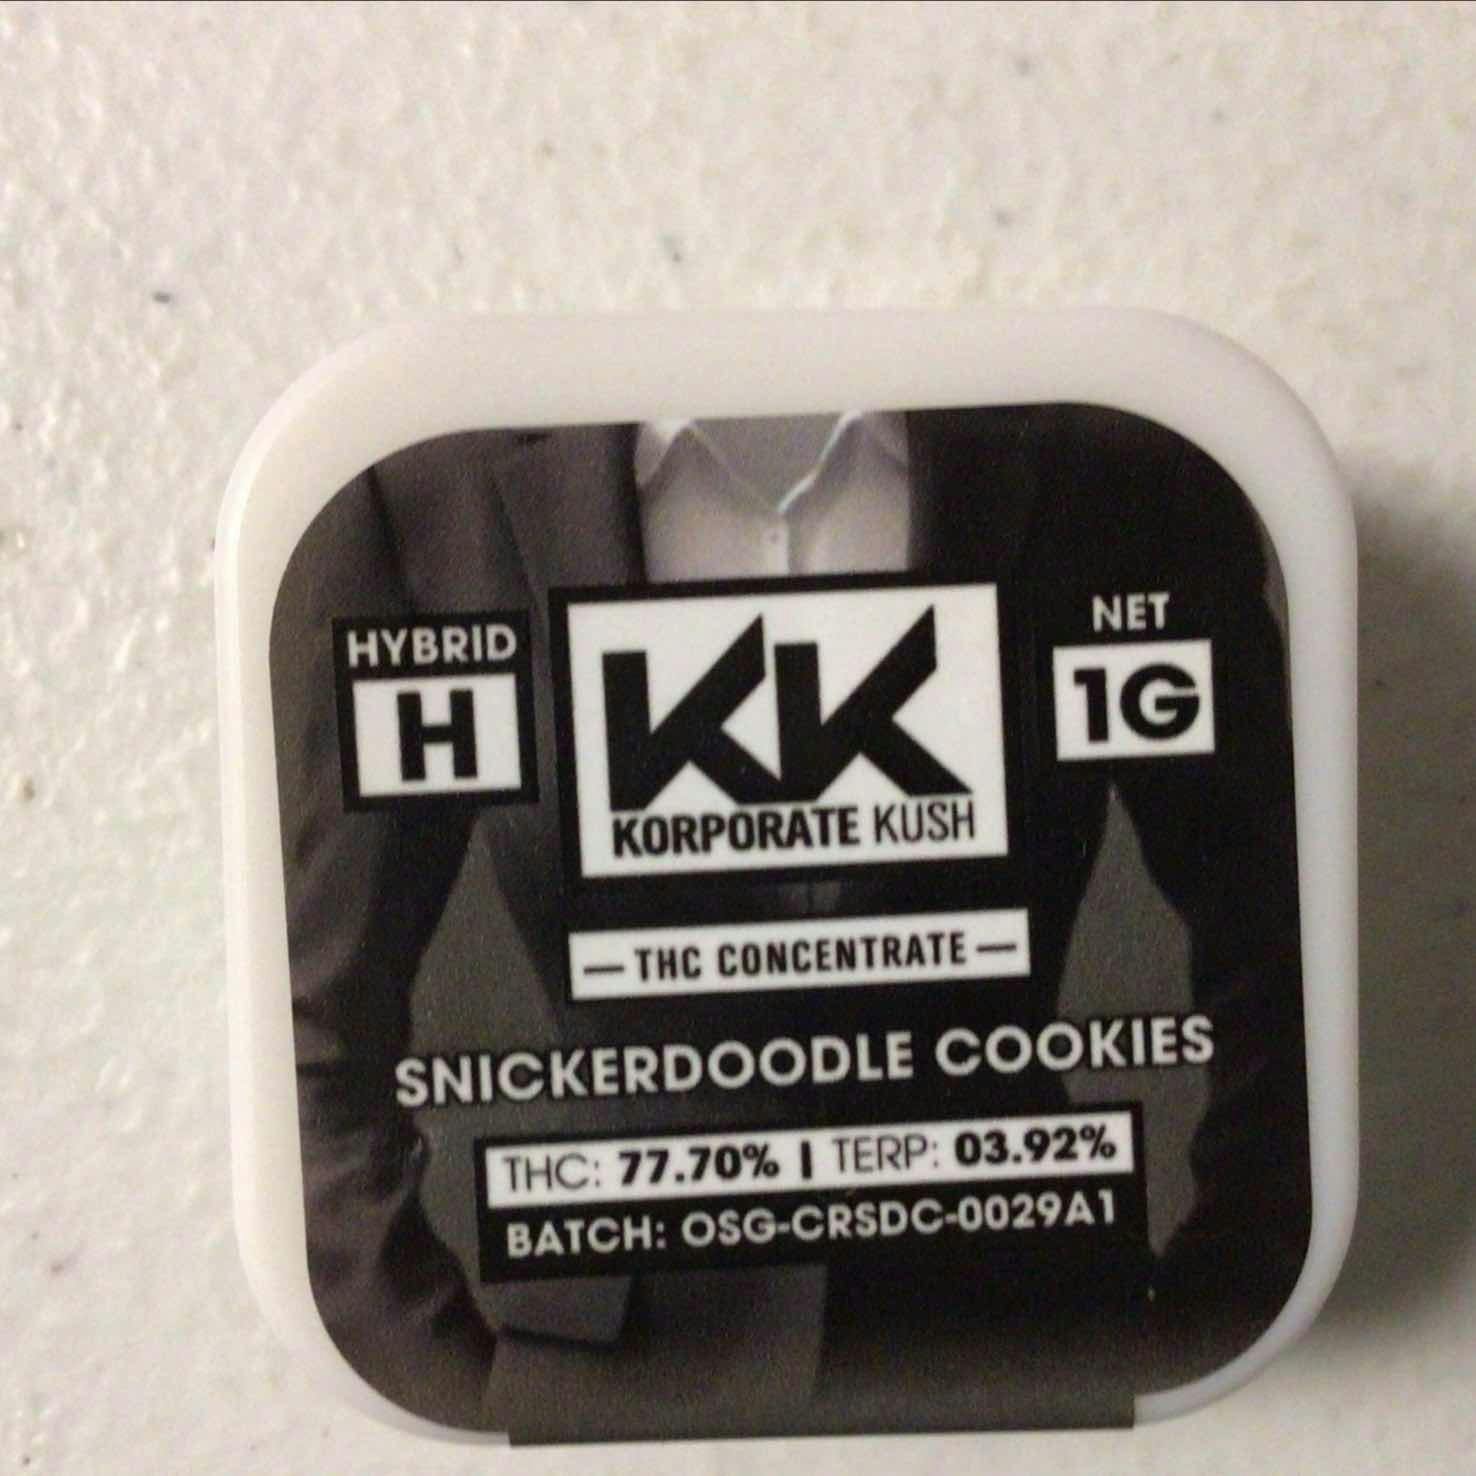 HYBRID
H
KK
KORPORATE KUSH
NET
1G
— THC CONCENTRATE —
SNICKERDOODLE COOKIES
THC: 77.70% | TERP: 03.92%
BATCH: OSG-CRSDC-0029A1